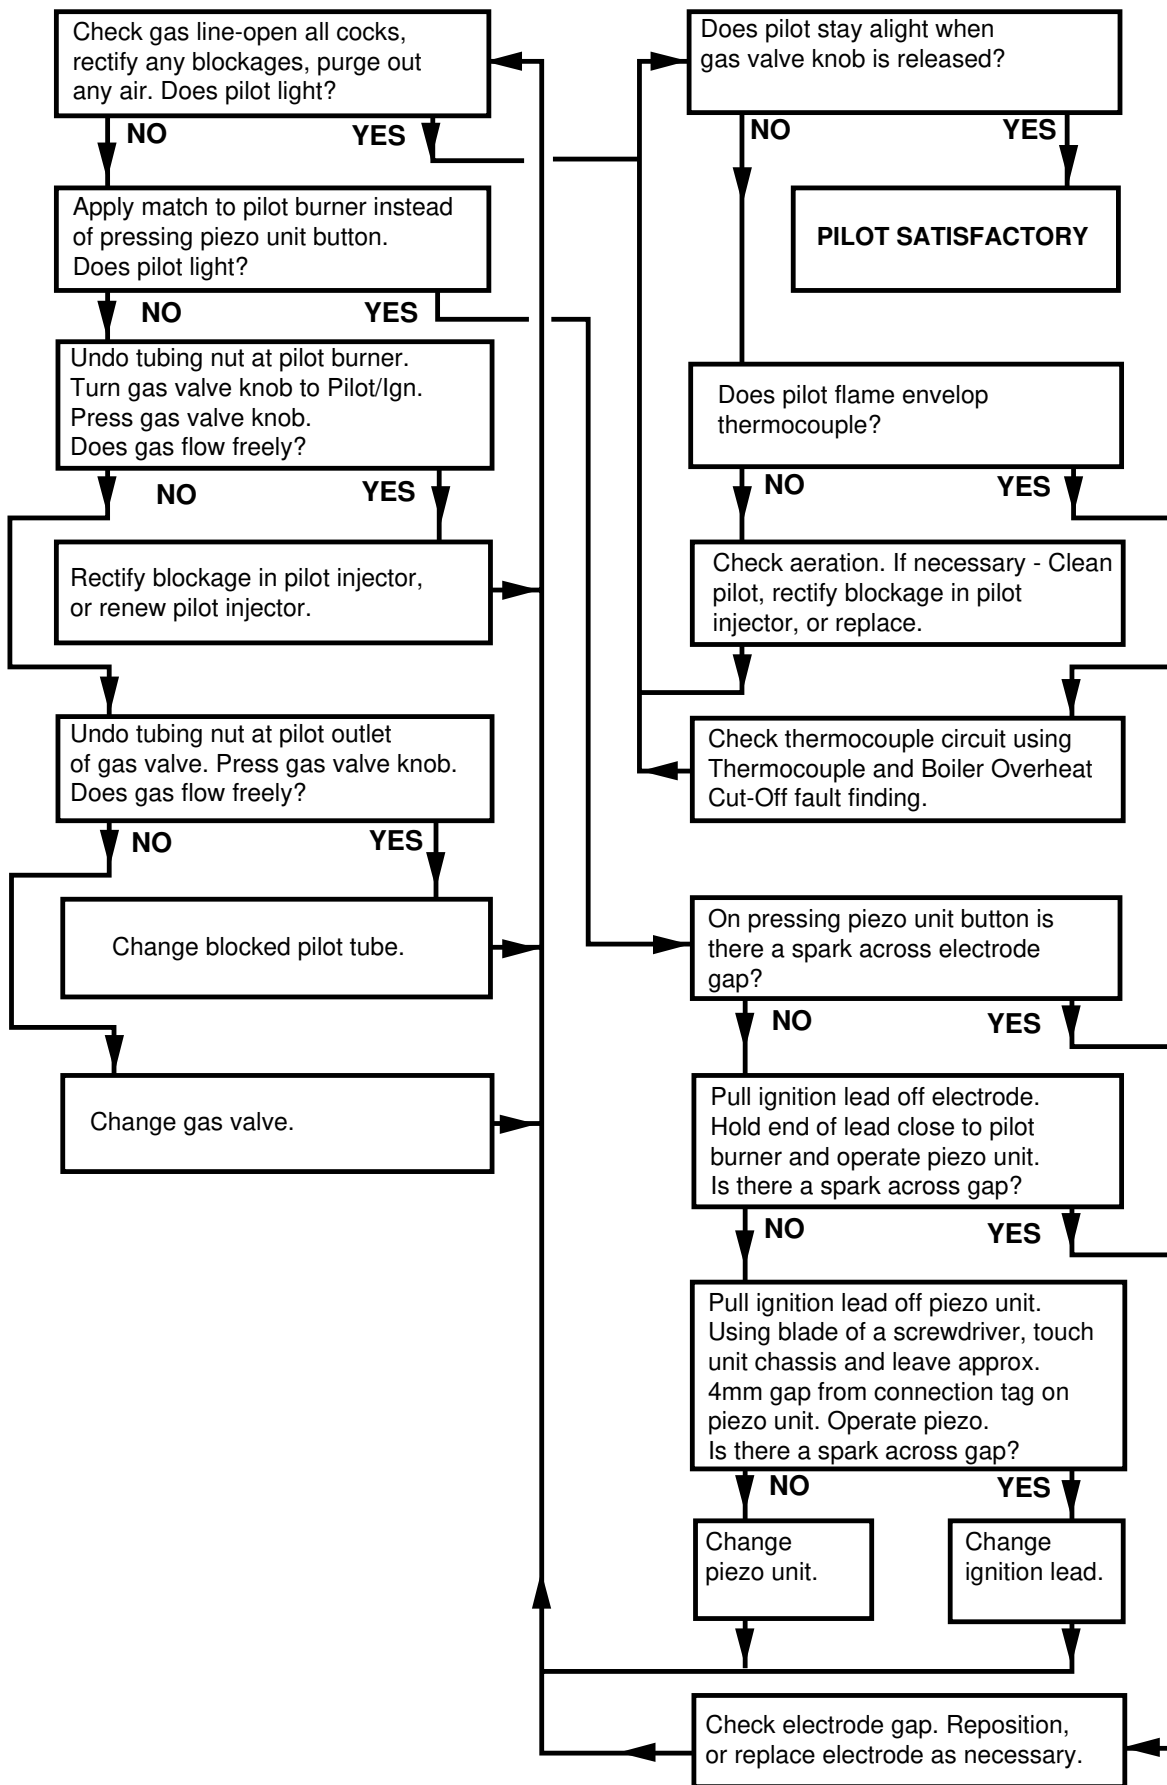 Check gas line-open all cocks,
rectify any blockages, purge out
any air. Does pilot light?
NO YES
Apply match to pilot burner instead
of pressing piezo unit button.
Does pilot light?
NO YES
Undo tubing nut at pilot burner.
Turn gas valve knob to Pilot/Ign.
Press gas valve knob.
Does gas flow freely?
NO YES
Rectify blockage in pilot injector,
or renew pilot injector.
Undo tubing nut at pilot outlet
of gas valve. Press gas valve knob.
Does gas flow freely?
NO YES
Change blocked pilot tube.
Change gas valve.
Does pilot stay alight when
gas valve knob is released?
NO YES
PILOT SATISFACTORY
Does pilot flame envelop
thermocouple?
NO YES
Check aeration. If necessary - Clean
pilot, rectify blockage in pilot
injector, or replace.
Check thermocouple circuit using
Thermocouple and Boiler Overheat
Cut-Off fault finding.
On pressing piezo unit button is
there a spark across electrode
gap?
NO YES
Pull ignition lead off electrode.
Hold end of lead close to pilot
burner and operate piezo unit.
Is there a spark across gap?
NO YES
Pull ignition lead off piezo unit.
Using blade of a screwdriver, touch
unit chassis and leave approx.
4mm gap from connection tag on
piezo unit. Operate piezo.
Is there a spark across gap?
NO YES
Change
piezo unit.
Change
ignition lead.
Check electrode gap. Reposition,
or replace electrode as necessary.